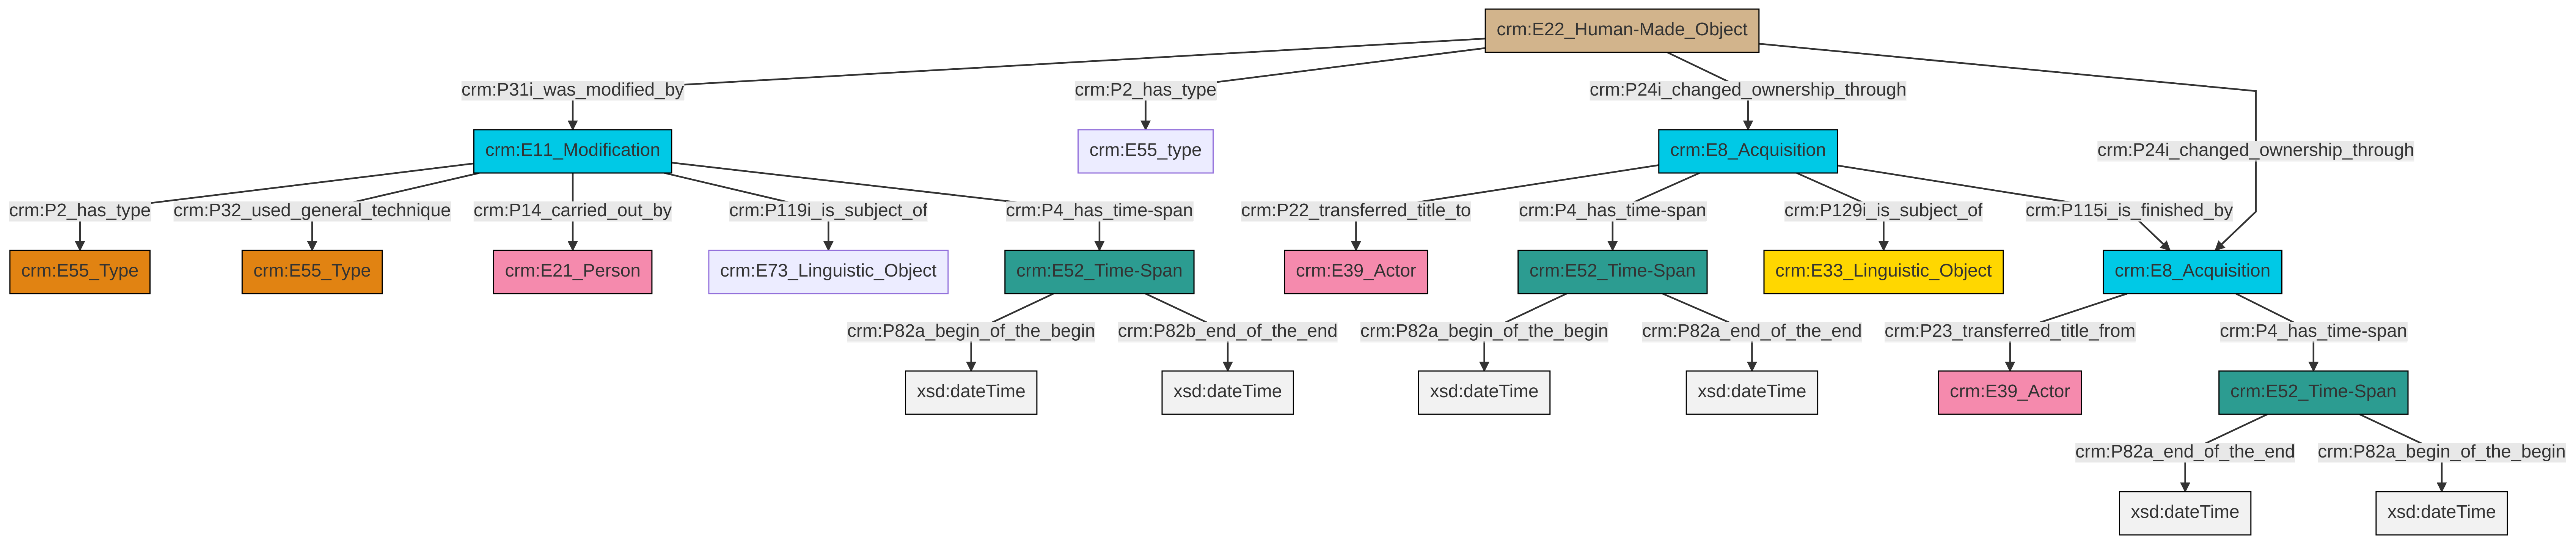 crm:E22_Human-Made_Object
crm:P31i_was_modified_by
crm:P2_has_type
crm:P24i_changed_ownership_through
crm:P24i_changed_ownership_through
crm:E11_Modification
crm:E55_type
crm:E8_Acquisition
crm:P2_has_type
crm:P32_used_general_technique
crm:P14_carried_out_by
crm:P119i_is_subject_of
crm:P4_has_time-span
crm:P22_transferred_title_to
crm:P4_has_time-span
crm:P129i_is_subject_of
crm:P115i_is_finished_by
crm:E55_Type
crm:E55_Type
crm:E21_Person
crm:E73_Linguistic_Object
crm:E52_Time-Span
crm:E39_Actor
crm:E52_Time-Span
crm:E33_Linguistic_Object
crm:E8_Acquisition
crm:P82a_begin_of_the_begin
crm:P82b_end_of_the_end
crm:P82a_begin_of_the_begin
crm:P82a_end_of_the_end
crm:P23_transferred_title_from
crm:P4_has_time-span
xsd:dateTime
xsd:dateTime
xsd:dateTime
xsd:dateTime
crm:E39_Actor
crm:E52_Time-Span
crm:P82a_end_of_the_end
crm:P82a_begin_of_the_begin
xsd:dateTime
xsd:dateTime